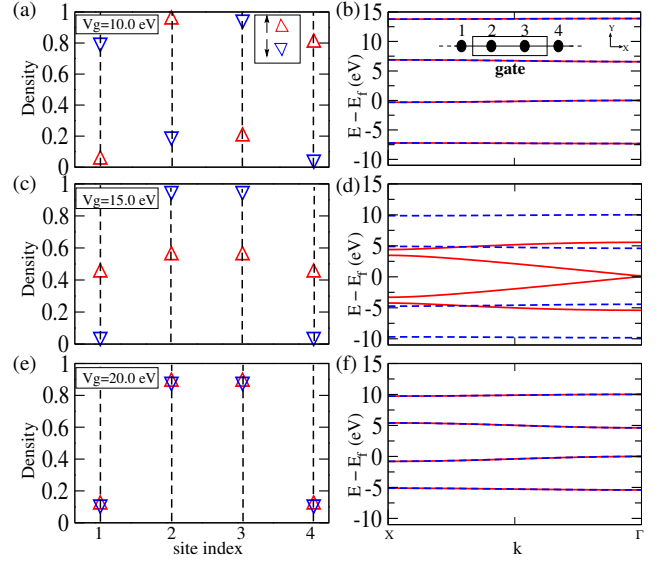 (a)
Vg=10.0 eV
Density
1
0.8
0.6
0.4
0.2
0
(b)
1 2 3 4
gate
Y
X
E − E_f (eV)
15
10
5
0
-5
-10
(c)
Vg=15.0 eV
Density
1
0.8
0.6
0.4
0.2
0
(d)
E − E_f (eV)
15
10
5
0
-5
-10
(e)
Vg=20.0 eV
Density
1
0.8
0.6
0.4
0.2
0
1 2 3 4
site index
(f)
E − E_f (eV)
15
10
5
0
-5
-10
X Γ
k